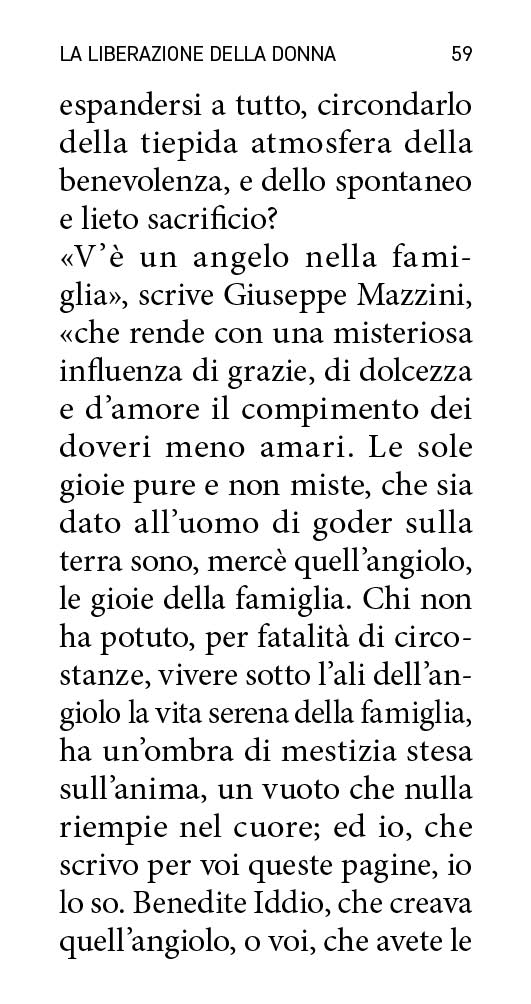 LA LIBERAZIONE DELLA DONNA 59
espandersi a tutto, circondarlo
della tiepida atmosfera della
benevolenza, e dello spontaneo
e lieto sacrificio?
«V’è un angelo nella fami-
glia», scrive Giuseppe Mazzini,
«che rende con una misteriosa
influenza di grazie, di dolcezza
e d’amore il compimento dei
doveri meno amari. Le sole
gioie pure e non miste, che sia
dato all’uomo di goder sulla
terra sono, mercè quell’angiolo,
le gioie della famiglia. Chi non
ha potuto, per fatalità di circo-
stanze, vivere sotto l’ali dell’an-
giolo la vita serena della famiglia,
ha un’ombra di mestizia stesa
sull’anima, un vuoto che nulla
riempie nel cuore; ed io, che
scrivo per voi queste pagine, io
lo so. Benedite Iddio, che creava
quell’angiolo, o voi, che avete le